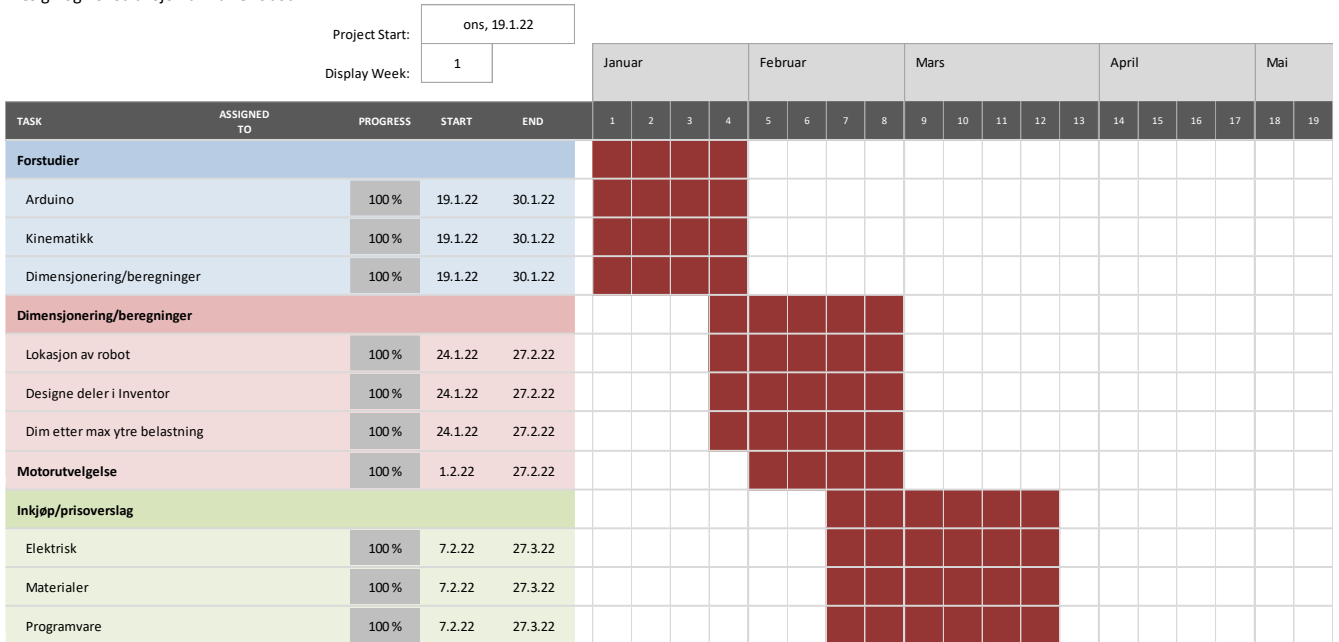 Project Start: ons, 19.1.22
Display Week: 1
Januar Februar Mars April Mai
TASK ASSIGNED TO PROGRESS START END 1 2 3 4 5 6 7 8 9 10 11 12 13 14 15 16 17 18 19
Forstudier
Arduino 100 % 19.1.22 30.1.22
Kinematikk 100 % 19.1.22 30.1.22
Dimensjonering/beregninger 100 % 19.1.22 30.1.22
Dimensjonering/beregninger
Lokasjon av robot 100 % 24.1.22 27.2.22
Designe deler i Inventor 100 % 24.1.22 27.2.22
Dim etter max ytre belastning 100 % 24.1.22 27.2.22
Motorutvelgelse 100 % 1.2.22 27.2.22
Inkjøp/prisoverslag
Elektrisk 100 % 7.2.22 27.3.22
Materialer 100 % 7.2.22 27.3.22
Programvare 100 % 7.2.22 27.3.22